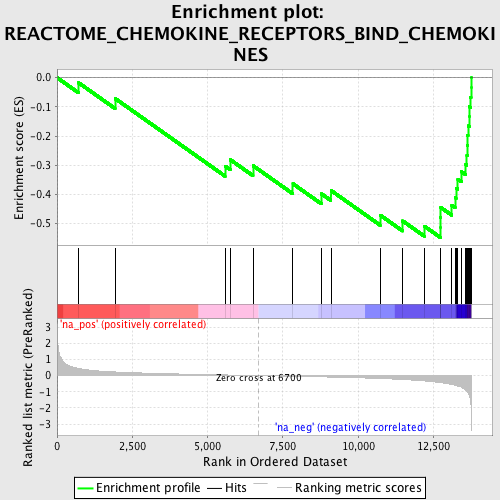 Enrichment plot:
REACTOME_CHEMOKINE_RECEPTORS_BIND_CHEMOKI
NES
Enrichment score (ES)
0.0
-0.1
-0.2
-0.3
-0.4
-0.5
'na_pos' (positively correlated)
Ranked list metric (PreRanked)
3
2
1
0
-1
-2
-3
Zero cross at 6700
'na_neg' (negatively correlated)
0
2,500
5,000
7,500
10,000
12,500
Rank in Ordered Dataset
Enrichment profile
Hits
Ranking metric scores